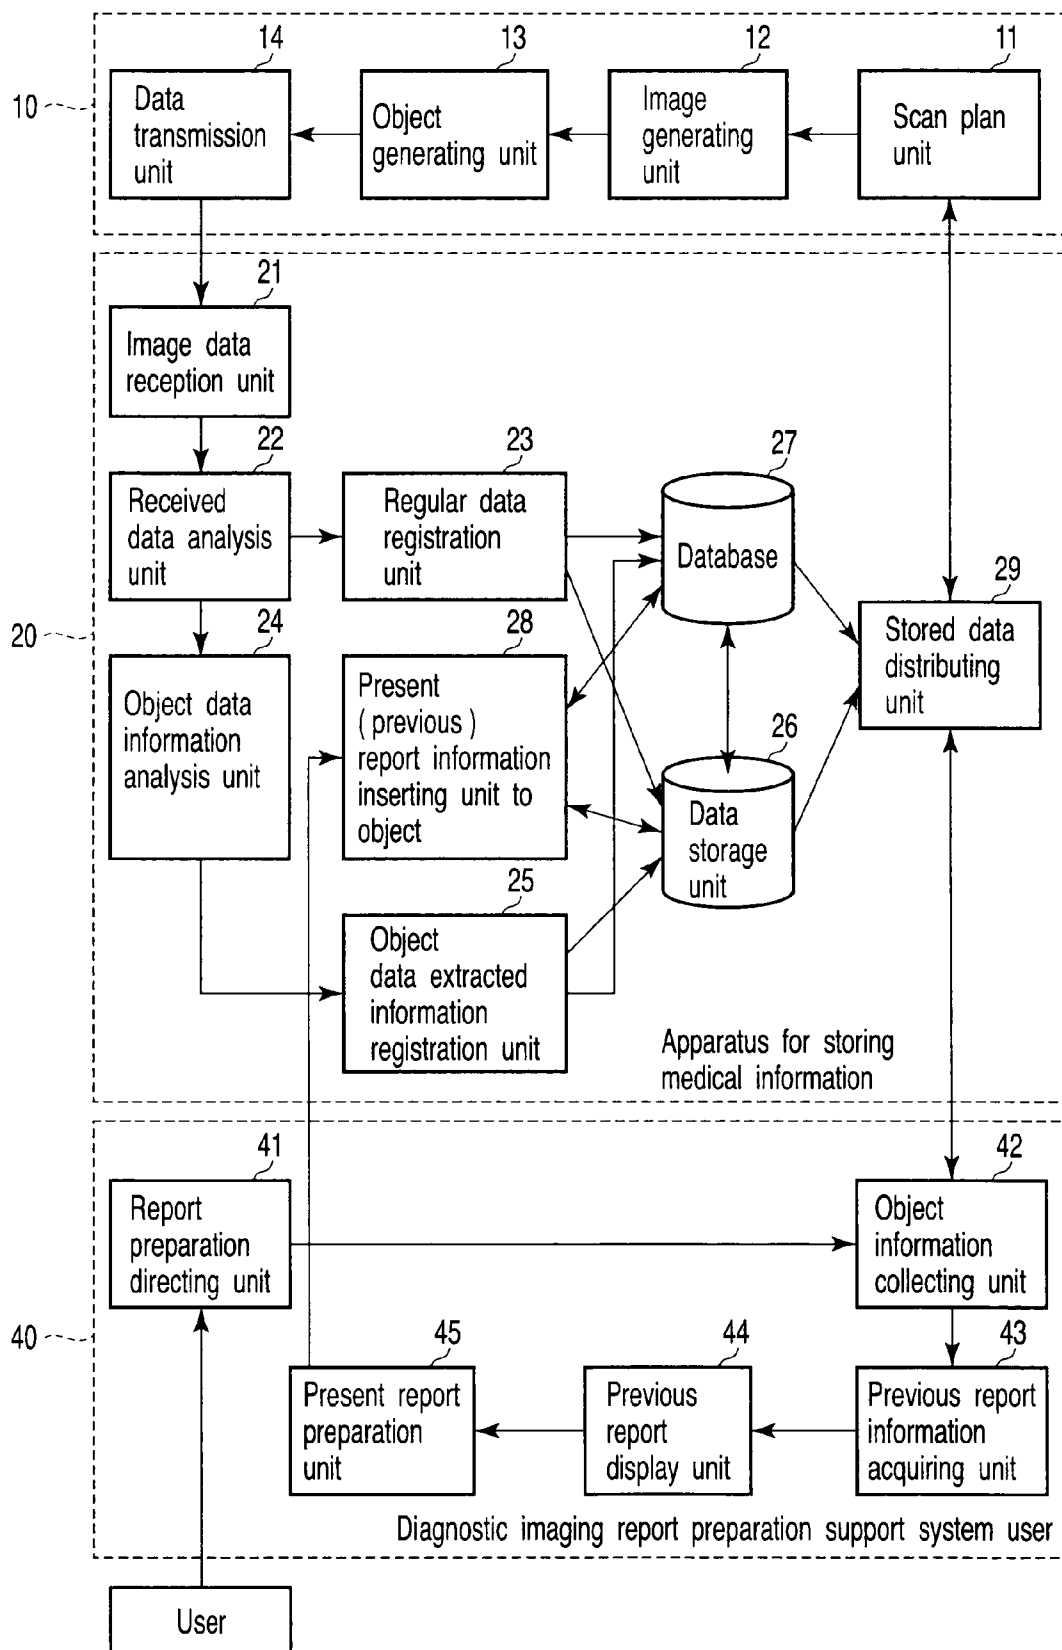 14
13
12
11
10
Data
transmission
unit
Object
generating unit
Image
generating
unit
Scan plan
unit
21
Image data
reception unit
22
23
27
Received
data analysis
unit
Regular data
registration
unit
Database
29
20
24
28
Stored data
distributing
unit
Object data
information
analysis unit
Present
( previous )
report information
inserting unit to
object
26
Data
storage
unit
25
Object
data extracted
information
registration unit
Apparatus for storing
medical information
41
42
Report
preparation
directing unit
Object
information
collecting unit
40
45
44
43
Present report
preparation
unit
Previous
report
display unit
Previous report
information
acquiring unit
Diagnostic imaging report preparation support system user
User